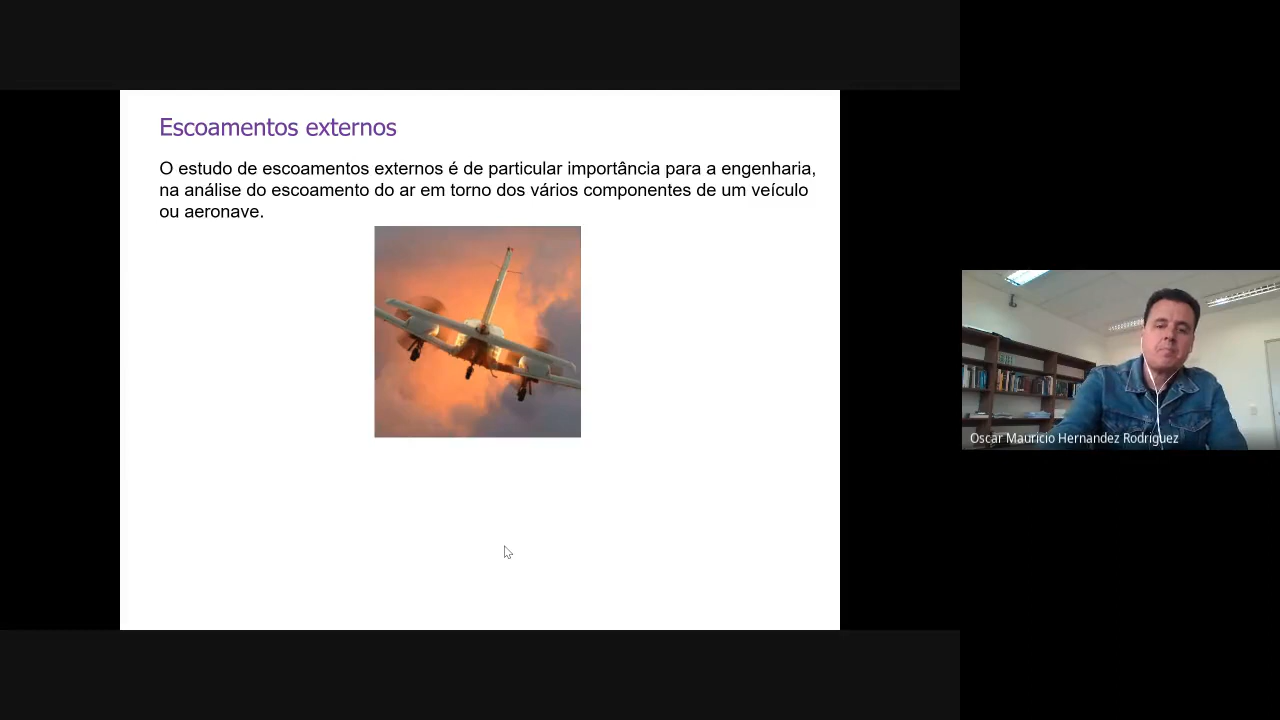 Escoamentos externos
O estudo de escoamentos externos é de particular importância para a engenharia,
na análise do escoamento do ar em torno dos vários componentes de um veículo
ou aeronave.
Oscar Mauricio Hernandez Rodriguez